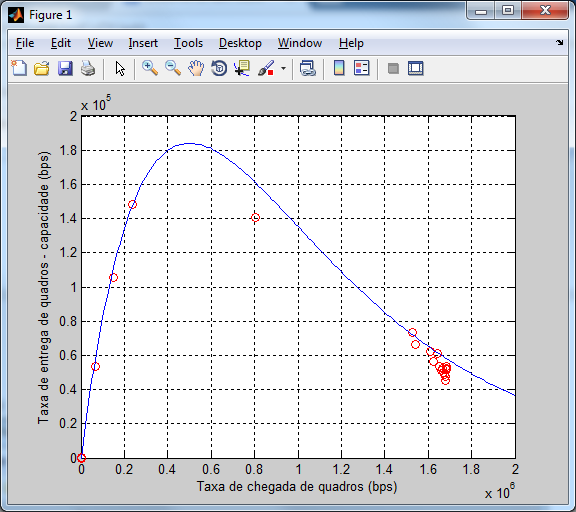 Figure 1
File Edit View Insert Tools Desktop Window Help
x 10^5
2
1.8
1.6
1.4
1.2
1
0.8
0.6
0.4
0.2
0
Taxa de entrega de quadros - capacidade (bps)
0 0.2 0.4 0.6 0.8 1 1.2 1.4 1.6 1.8 2
Taxa de chegada de quadros (bps)
x 10^6